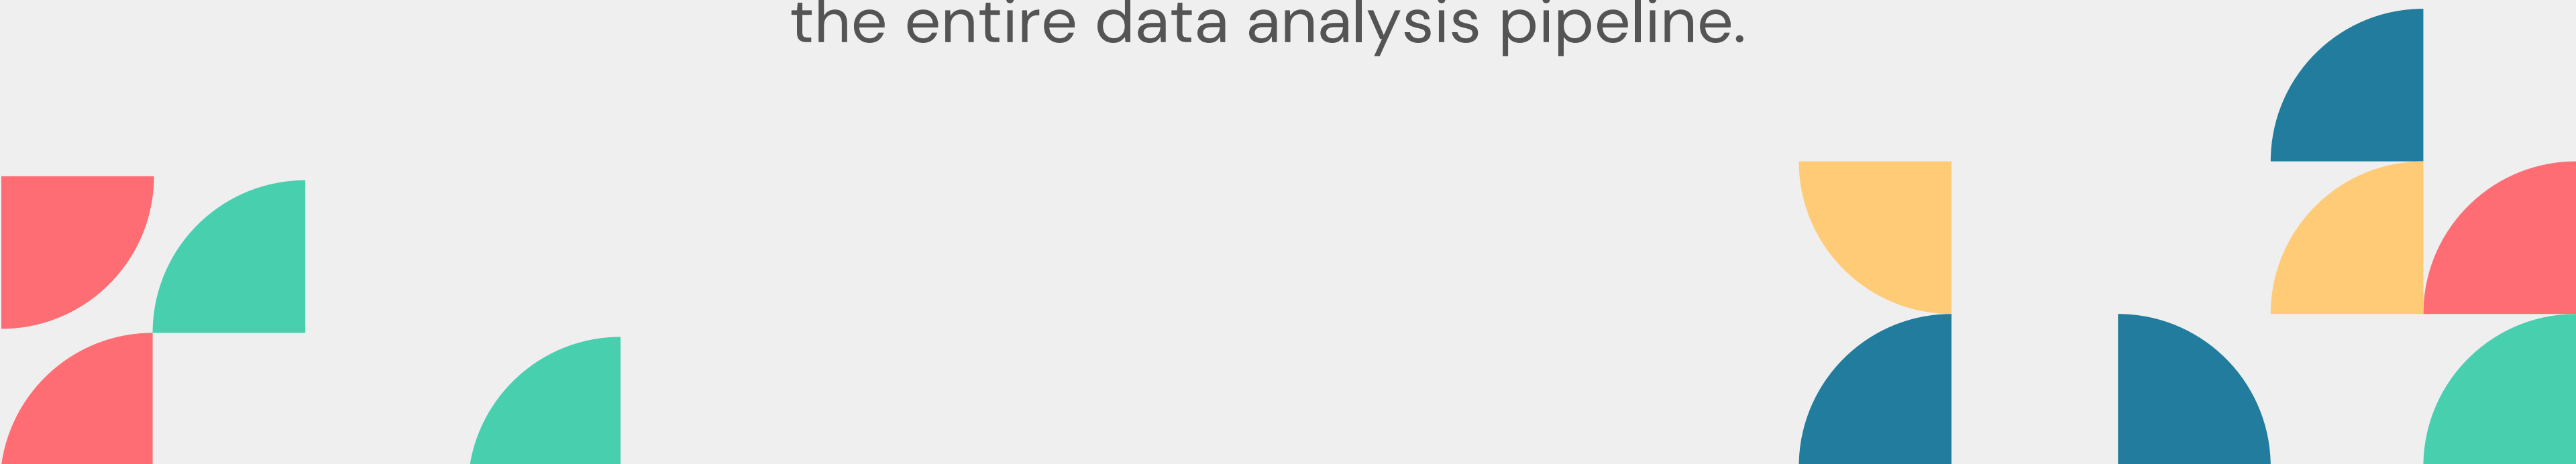 the entire data analysis pipeline.